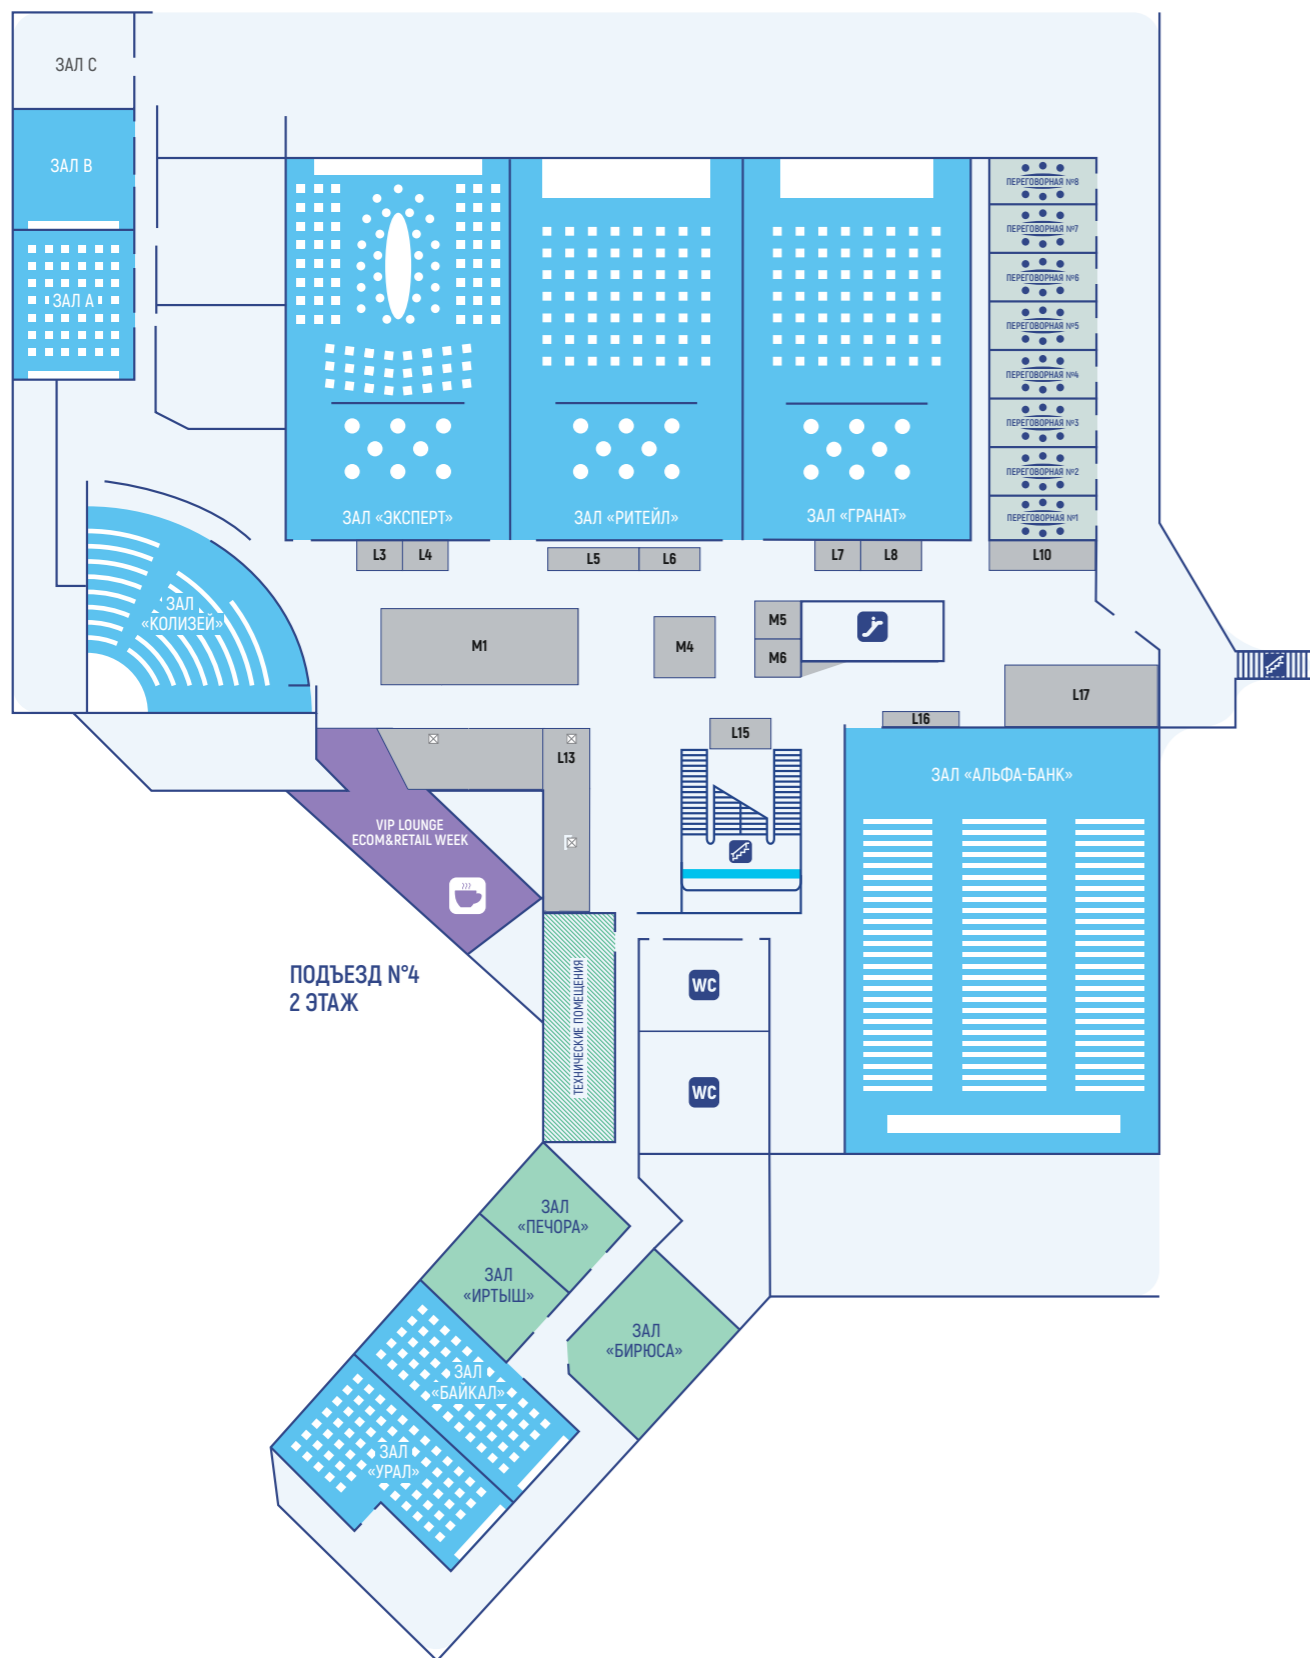 ЗАЛ C
ЗАЛ B
ЗАЛ A
ПЕРЕГОВОРНАЯ №8
ПЕРЕГОВОРНАЯ №7
ПЕРЕГОВОРНАЯ №6
ПЕРЕГОВОРНАЯ №5
ПЕРЕГОВОРНАЯ №4
ПЕРЕГОВОРНАЯ №3
ПЕРЕГОВОРНАЯ №2
ПЕРЕГОВОРНАЯ №1
ЗАЛ «ЭКСПЕРТ»
ЗАЛ «РИТЕЙЛ»
ЗАЛ «ГРАНАТ»
L3
L4
L5
L6
L7
L8
L10
ЗАЛ
«КОЛИЗЕЙ»
M1
M4
M5
M6
L17
L16
L15
L13
ЗАЛ «АЛЬФА-БАНК»
VIP LOUNGE
ECOM&RETAIL WEEK
ПОДЪЕЗД №4
2 ЭТАЖ
ТЕХНИЧЕСКИЕ ПОМЕЩЕНИЯ
WC
WC
ЗАЛ
«ПЕЧОРА»
ЗАЛ
«ИРТЫШ»
ЗАЛ
«БИРЮСА»
ЗАЛ
«БАЙКАЛ»
ЗАЛ
«УРАЛ»